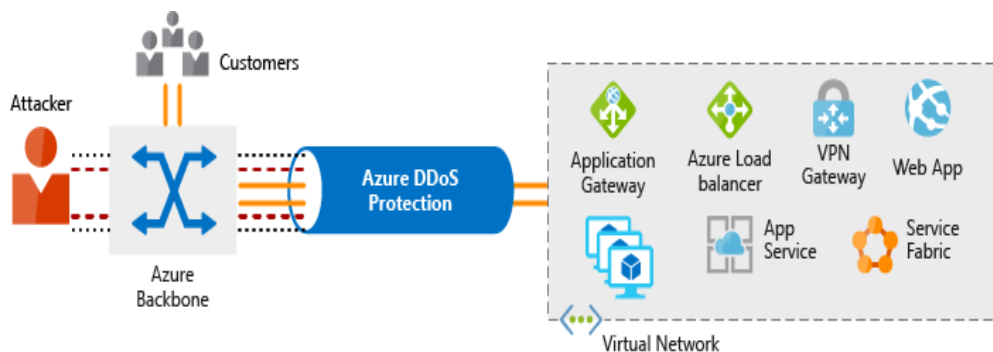 Customers
Attacker
Azure DDoS
Protection
Azure
Backbone
Application
Gateway
Azure Load
balancer
VPN
Gateway
Web App
App
Service
Service
Fabric
Virtual Network